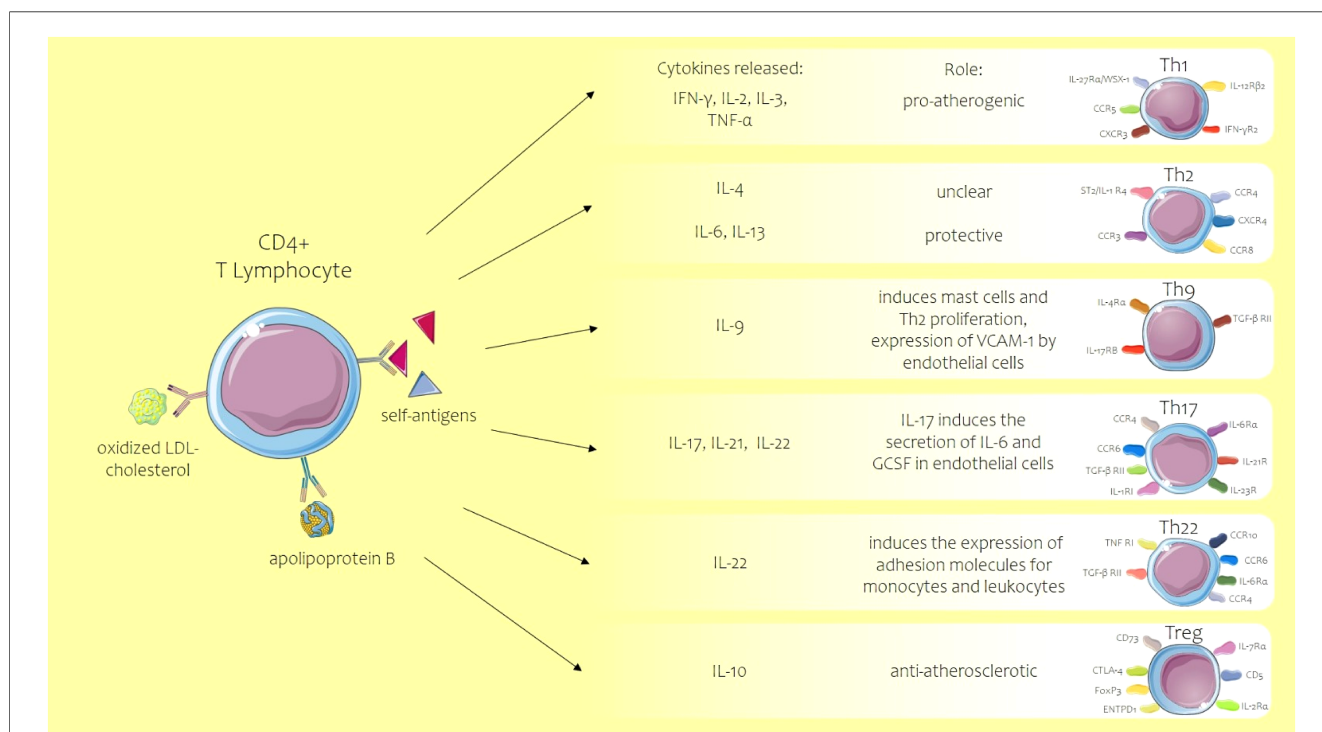 CD4+
T Lymphocyte
self-antigens
oxidized LDL-
cholesterol
apolipoprotein B
Cytokines released:
Role:
IFN-γ, IL-2, IL-3,
TNF-α
pro-atherogenic
Th1
IL-27Rα/WSX-1
IL-12Rβ2
CCR5
CXCR3
IFN-γR2
IL-4
unclear
IL-6, IL-13
protective
Th2
ST2/IL-1 R4
CCR4
CXCR4
CCR3
CCR8
IL-9
induces mast cells and
Th2 proliferation,
expression of VCAM-1 by
endothelial cells
Th9
IL-4Rα
TGF-β RII
IL-17RB
IL-17, IL-21, IL-22
IL-17 induces the
secretion of IL-6 and
GCSF in endothelial cells
Th17
CCR4
IL-6Rα
CCR6
IL-21R
TGF-β RII
IL-1RI
IL-23R
IL-22
induces the expression of
adhesion molecules for
monocytes and leukocytes
Th22
TNF RI
CCR10
CCR6
TGF-β RII
IL-6Rα
CCR4
IL-10
anti-atherosclerotic
Treg
CD73
IL-7Rα
CTLA-4
CD5
FoxP3
ENTPD1
IL-2Rα